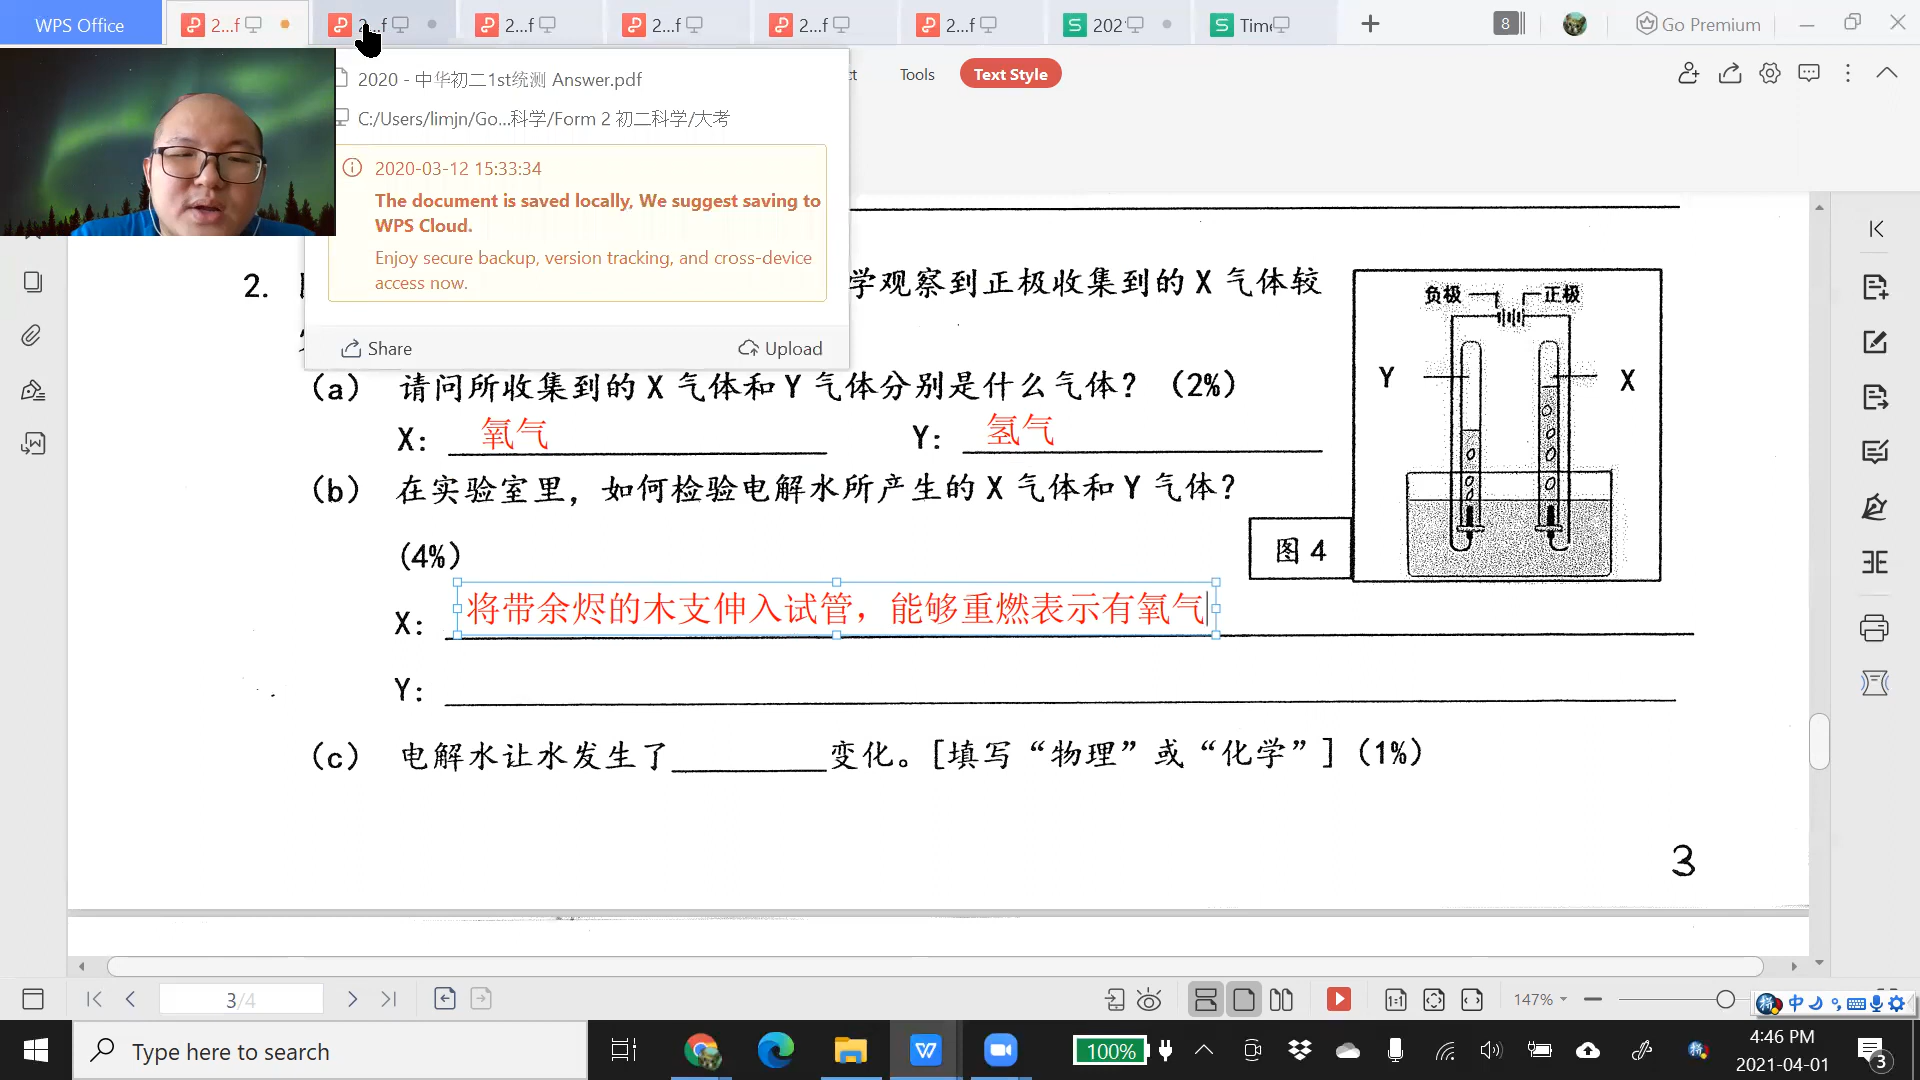 WPS Office
2...f
2...f
2...f
2...f
2...f
2...f
202
Time
8
Go Premium
2020 - 中华初二1st统测 Answer.pdf
Tools
Text Style
C:/Users/limjn/Go...科学/Form 2 初二科学/大考
2020-03-12 15:33:34
The document is saved locally, We suggest saving to
WPS Cloud.
Enjoy secure backup, version tracking, and cross-device
access now.
Share
Upload
2.
学观察到正极收集到的 X 气体较
负极
正极
Y
X
图 4
(a) 请问所收集到的 X 气体和 Y 气体分别是什么气体？ (2%)
X: 氧气 Y: 氢气
(b) 在实验室里，如何检验电解水所产生的 X 气体和 Y 气体？
(4%)
X: 将带余烬的木支伸入试管，能够重燃表示有氧气
Y:
(c) 电解水让水发生了________变化。[填写“物理”或“化学”] (1%)
3
3/4
1:1
147%
中
Type here to search
100%
4:46 PM
2021-04-01
3